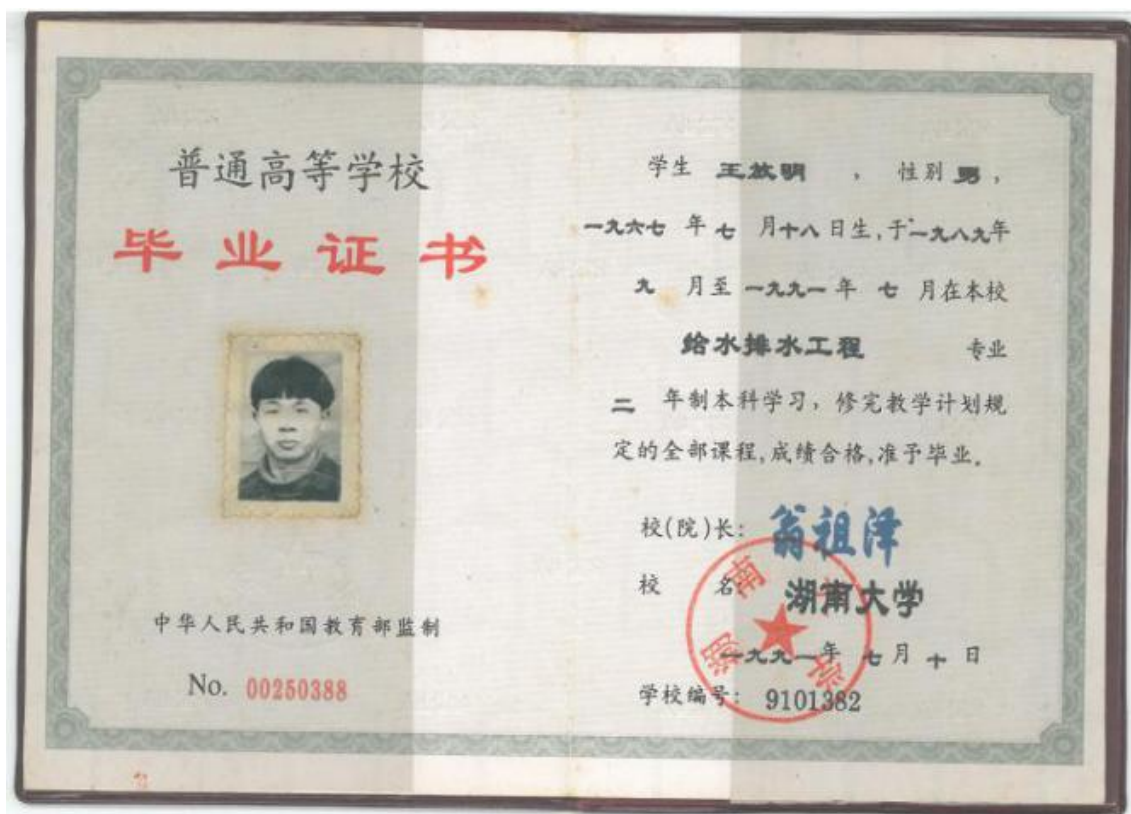 普通高等学校
毕业证书
中华人民共和国教育部监制
No. 00250388
学生 王放明 , 性别 男,
一九六七 年 七 月十八日生,于一九八九年
九 月至 一九九一 年 七 月在本校
给水排水工程 专业
二 年制本科学习, 修完教学计划规
定的全部课程,成绩合格,准予毕业。
校(院)长: 翁祖泽
校 名: 湖南大学
一九九一年 七月 十 日
学校编号: 9101382
湖南大学